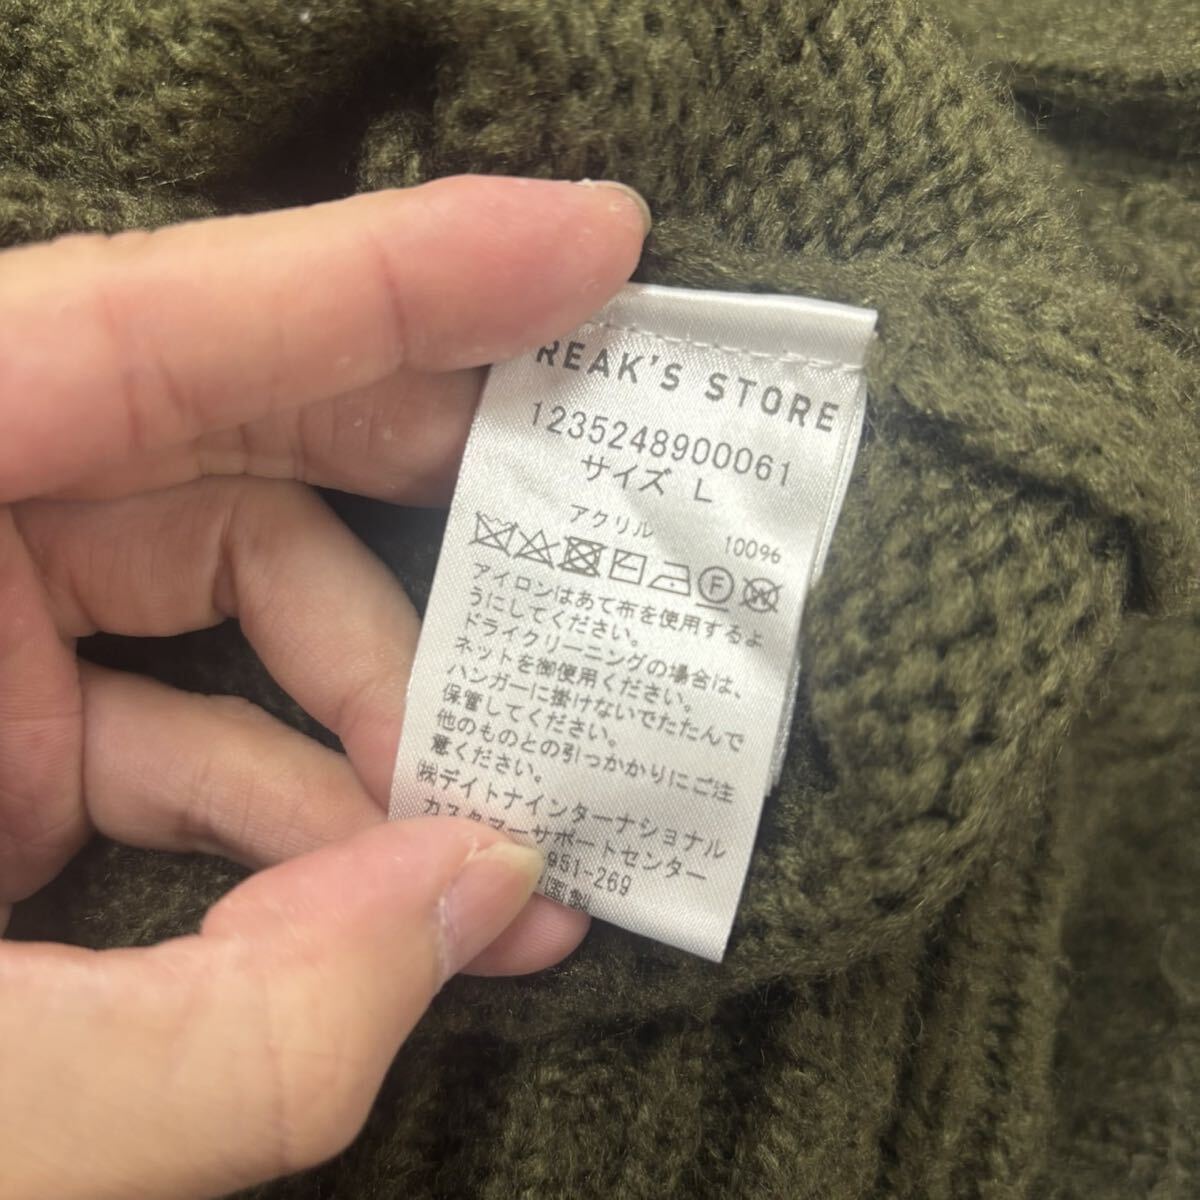 REAK'S STORE
1235248900061
サイズ L
アクリル 100%
F W
アイロンはあて布を使用するよ
うにしてください。
ドライクリーニングの場合は、
ネットを御使用ください。
ハンガーに掛けないでたたんで
保管してください。
他のものとの引っかかりにご注
意ください。
㈱デイトナインターナショナル
カスタマーサポートセンター
951-269
国製